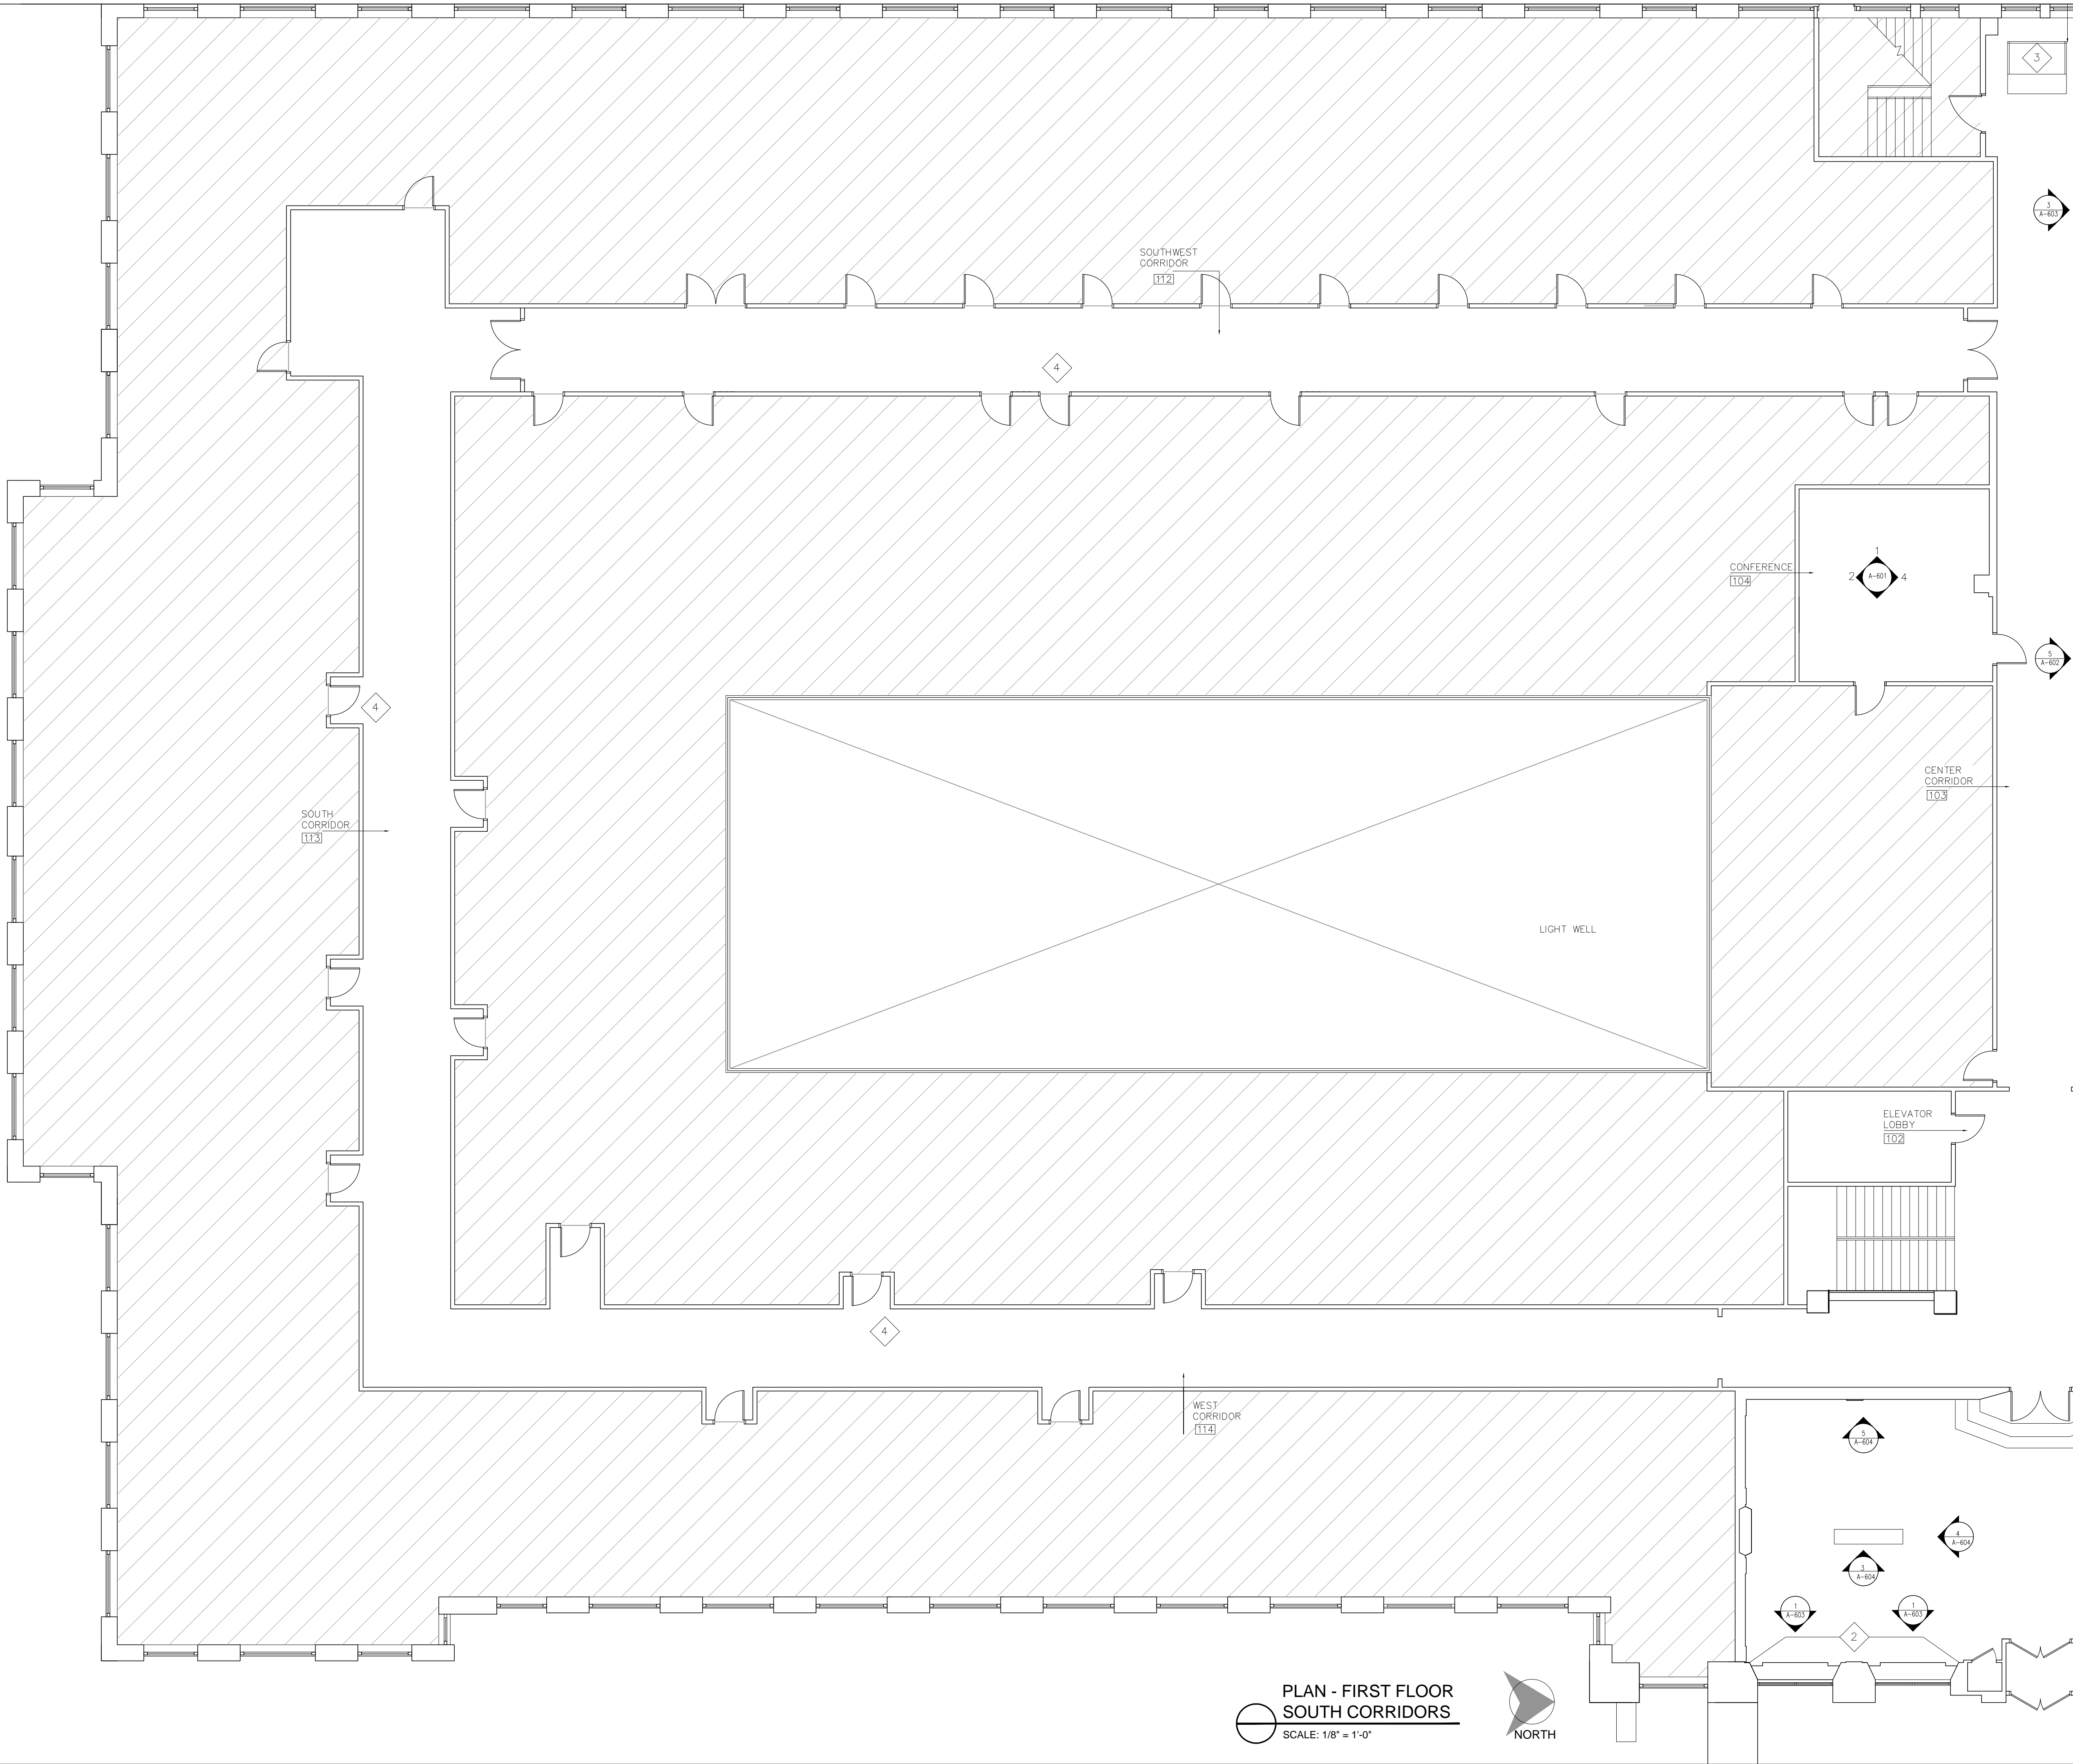 3
3
A-603
SOUTHWEST
CORRIDOR
112
4
1
2
A-601
4
CONFERENCE
104
5
A-602
4
CENTER
CORRIDOR
103
SOUTH
CORRIDOR
113
LIGHT WELL
ELEVATOR
LOBBY
102
4
WEST
CORRIDOR
114
5
A-604
4
A-604
3
A-604
1
A-603
1
A-603
2
PLAN - FIRST FLOOR
SOUTH CORRIDORS
SCALE: 1/8" = 1'-0"
NORTH